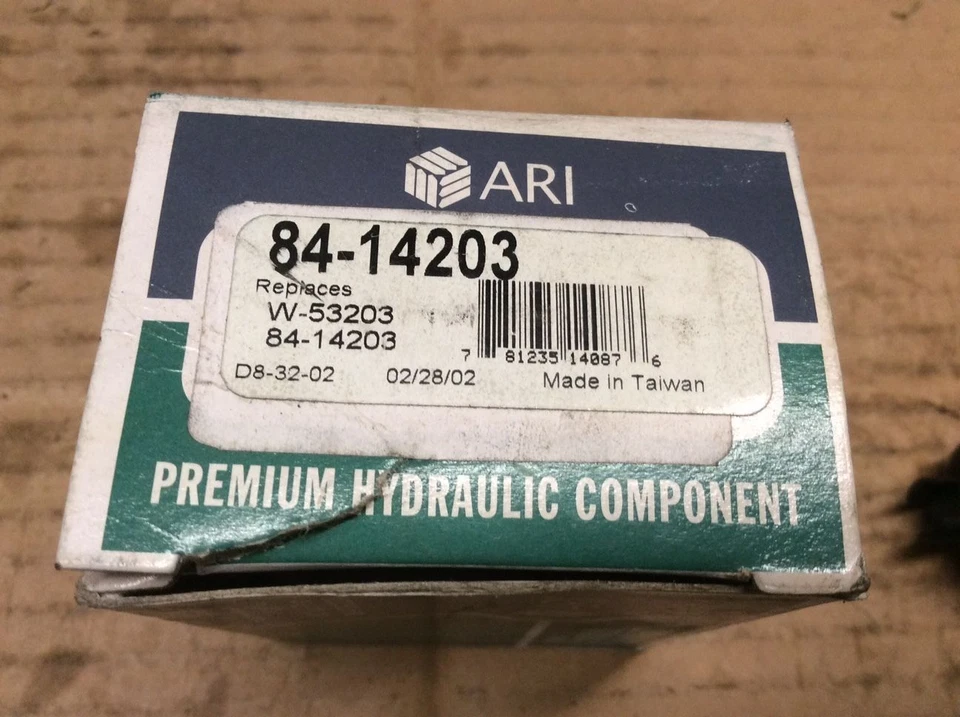 ARI
84-14203
Replaces
W-53203
84-14203
7 81235 14087 6
D8-32-02 02/28/02 Made in Taiwan
PREMIUM HYDRAULIC COMPONENT